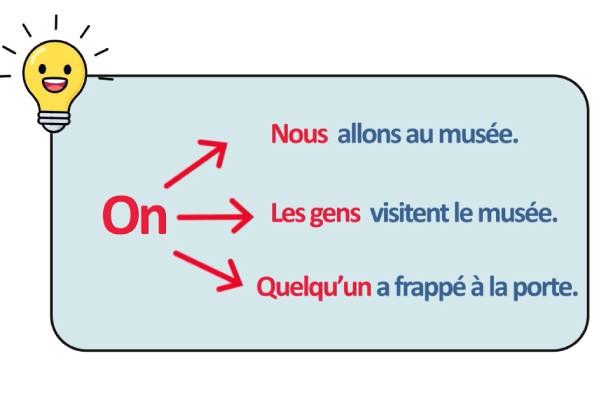 Nous allons au musée.
On
Les gens visitent le musée.
Quelqu'un a frappé à la porte.